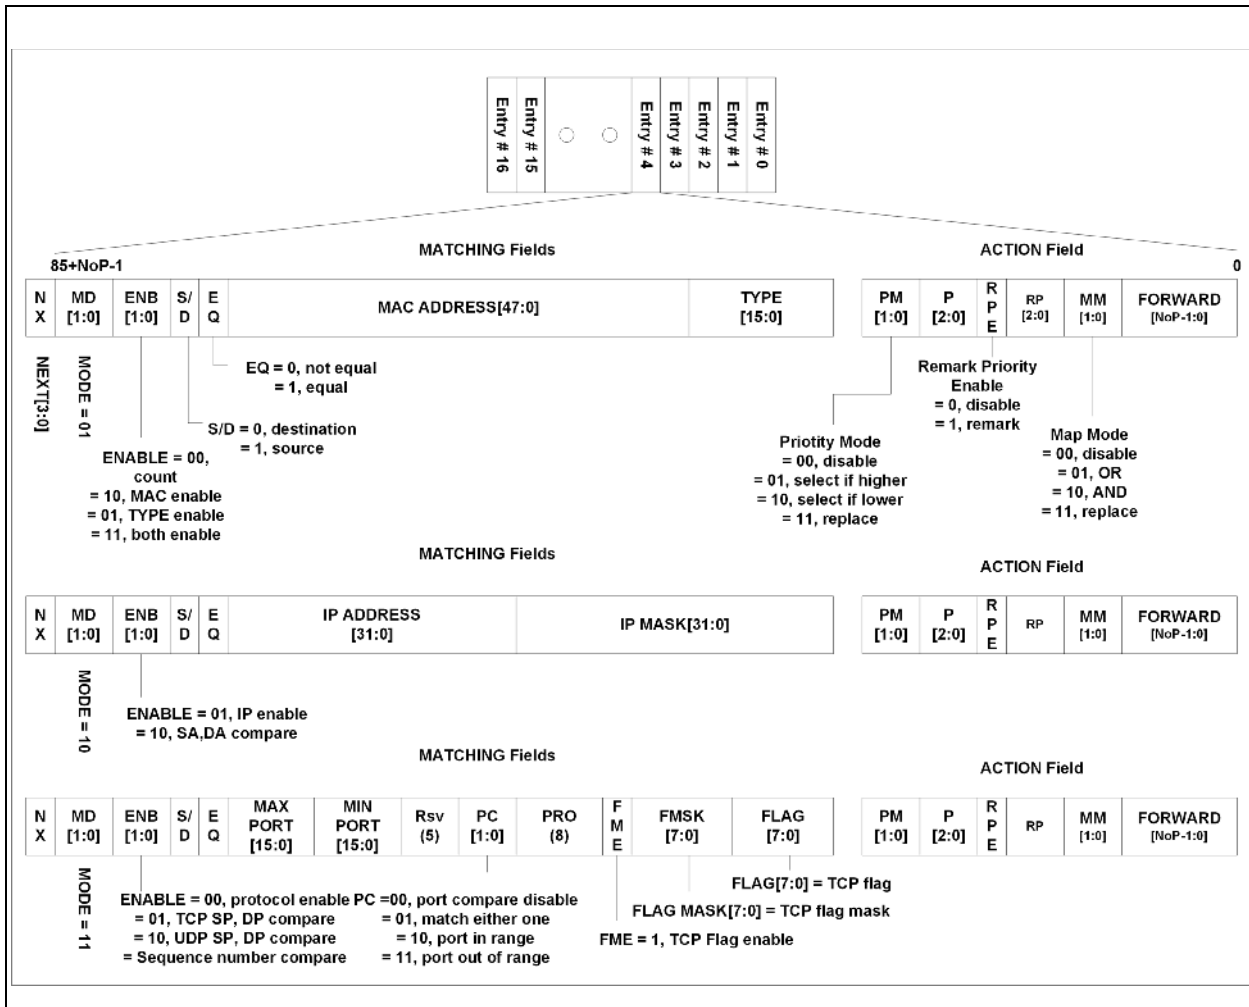 Entry # 16
Entry # 15
Entry # 4
Entry # 3
Entry # 2
Entry # 1
Entry # 0
MATCHING Fields
ACTION Field
85+NoP-1
0
N X
MD [1:0]
ENB [1:0]
S/ D
E Q
MAC ADDRESS[47:0]
TYPE [15:0]
PM [1:0]
P [2:0]
R P E
RP [2:0]
MM [1:0]
FORWARD [NoP-1:0]
NEXT[3:0]
MODE = 01
EQ = 0, not equal
= 1, equal
S/D = 0, destination
= 1, source
ENABLE = 00,
count
= 10, MAC enable
= 01, TYPE enable
= 11, both enable
Remark Priority
Enable
= 0, disable
= 1, remark
Priotity Mode
= 00, disable
= 01, select if higher
= 10, select if lower
= 11, replace
Map Mode
= 00, disable
= 01, OR
= 10, AND
= 11, replace
MATCHING Fields
ACTION Field
N X
MD [1:0]
ENB [1:0]
S/ D
E Q
IP ADDRESS [31:0]
IP MASK[31:0]
PM [1:0]
P [2:0]
R P E
RP
MM [1:0]
FORWARD [NoP-1:0]
MODE = 10
ENABLE = 01, IP enable
= 10, SA,DA compare
MATCHING Fields
ACTION Field
N X
MD [1:0]
ENB [1:0]
S/ D
E Q
MAX PORT [15:0]
MIN PORT [15:0]
Rsv (5)
PC [1:0]
PRO (8)
F M E
FMSK [7:0]
FLAG [7:0]
PM [1:0]
P [2:0]
R P E
RP
MM [1:0]
FORWARD [NoP-1:0]
MODE = 11
ENABLE = 00, protocol enable
= 01, TCP SP, DP compare
= 10, UDP SP, DP compare
= Sequence number compare
PC =00, port compare disable
= 01, match either one
= 10, port in range
= 11, port out of range
FLAG[7:0] = TCP flag
FLAG MASK[7:0] = TCP flag mask
FME = 1, TCP Flag enable